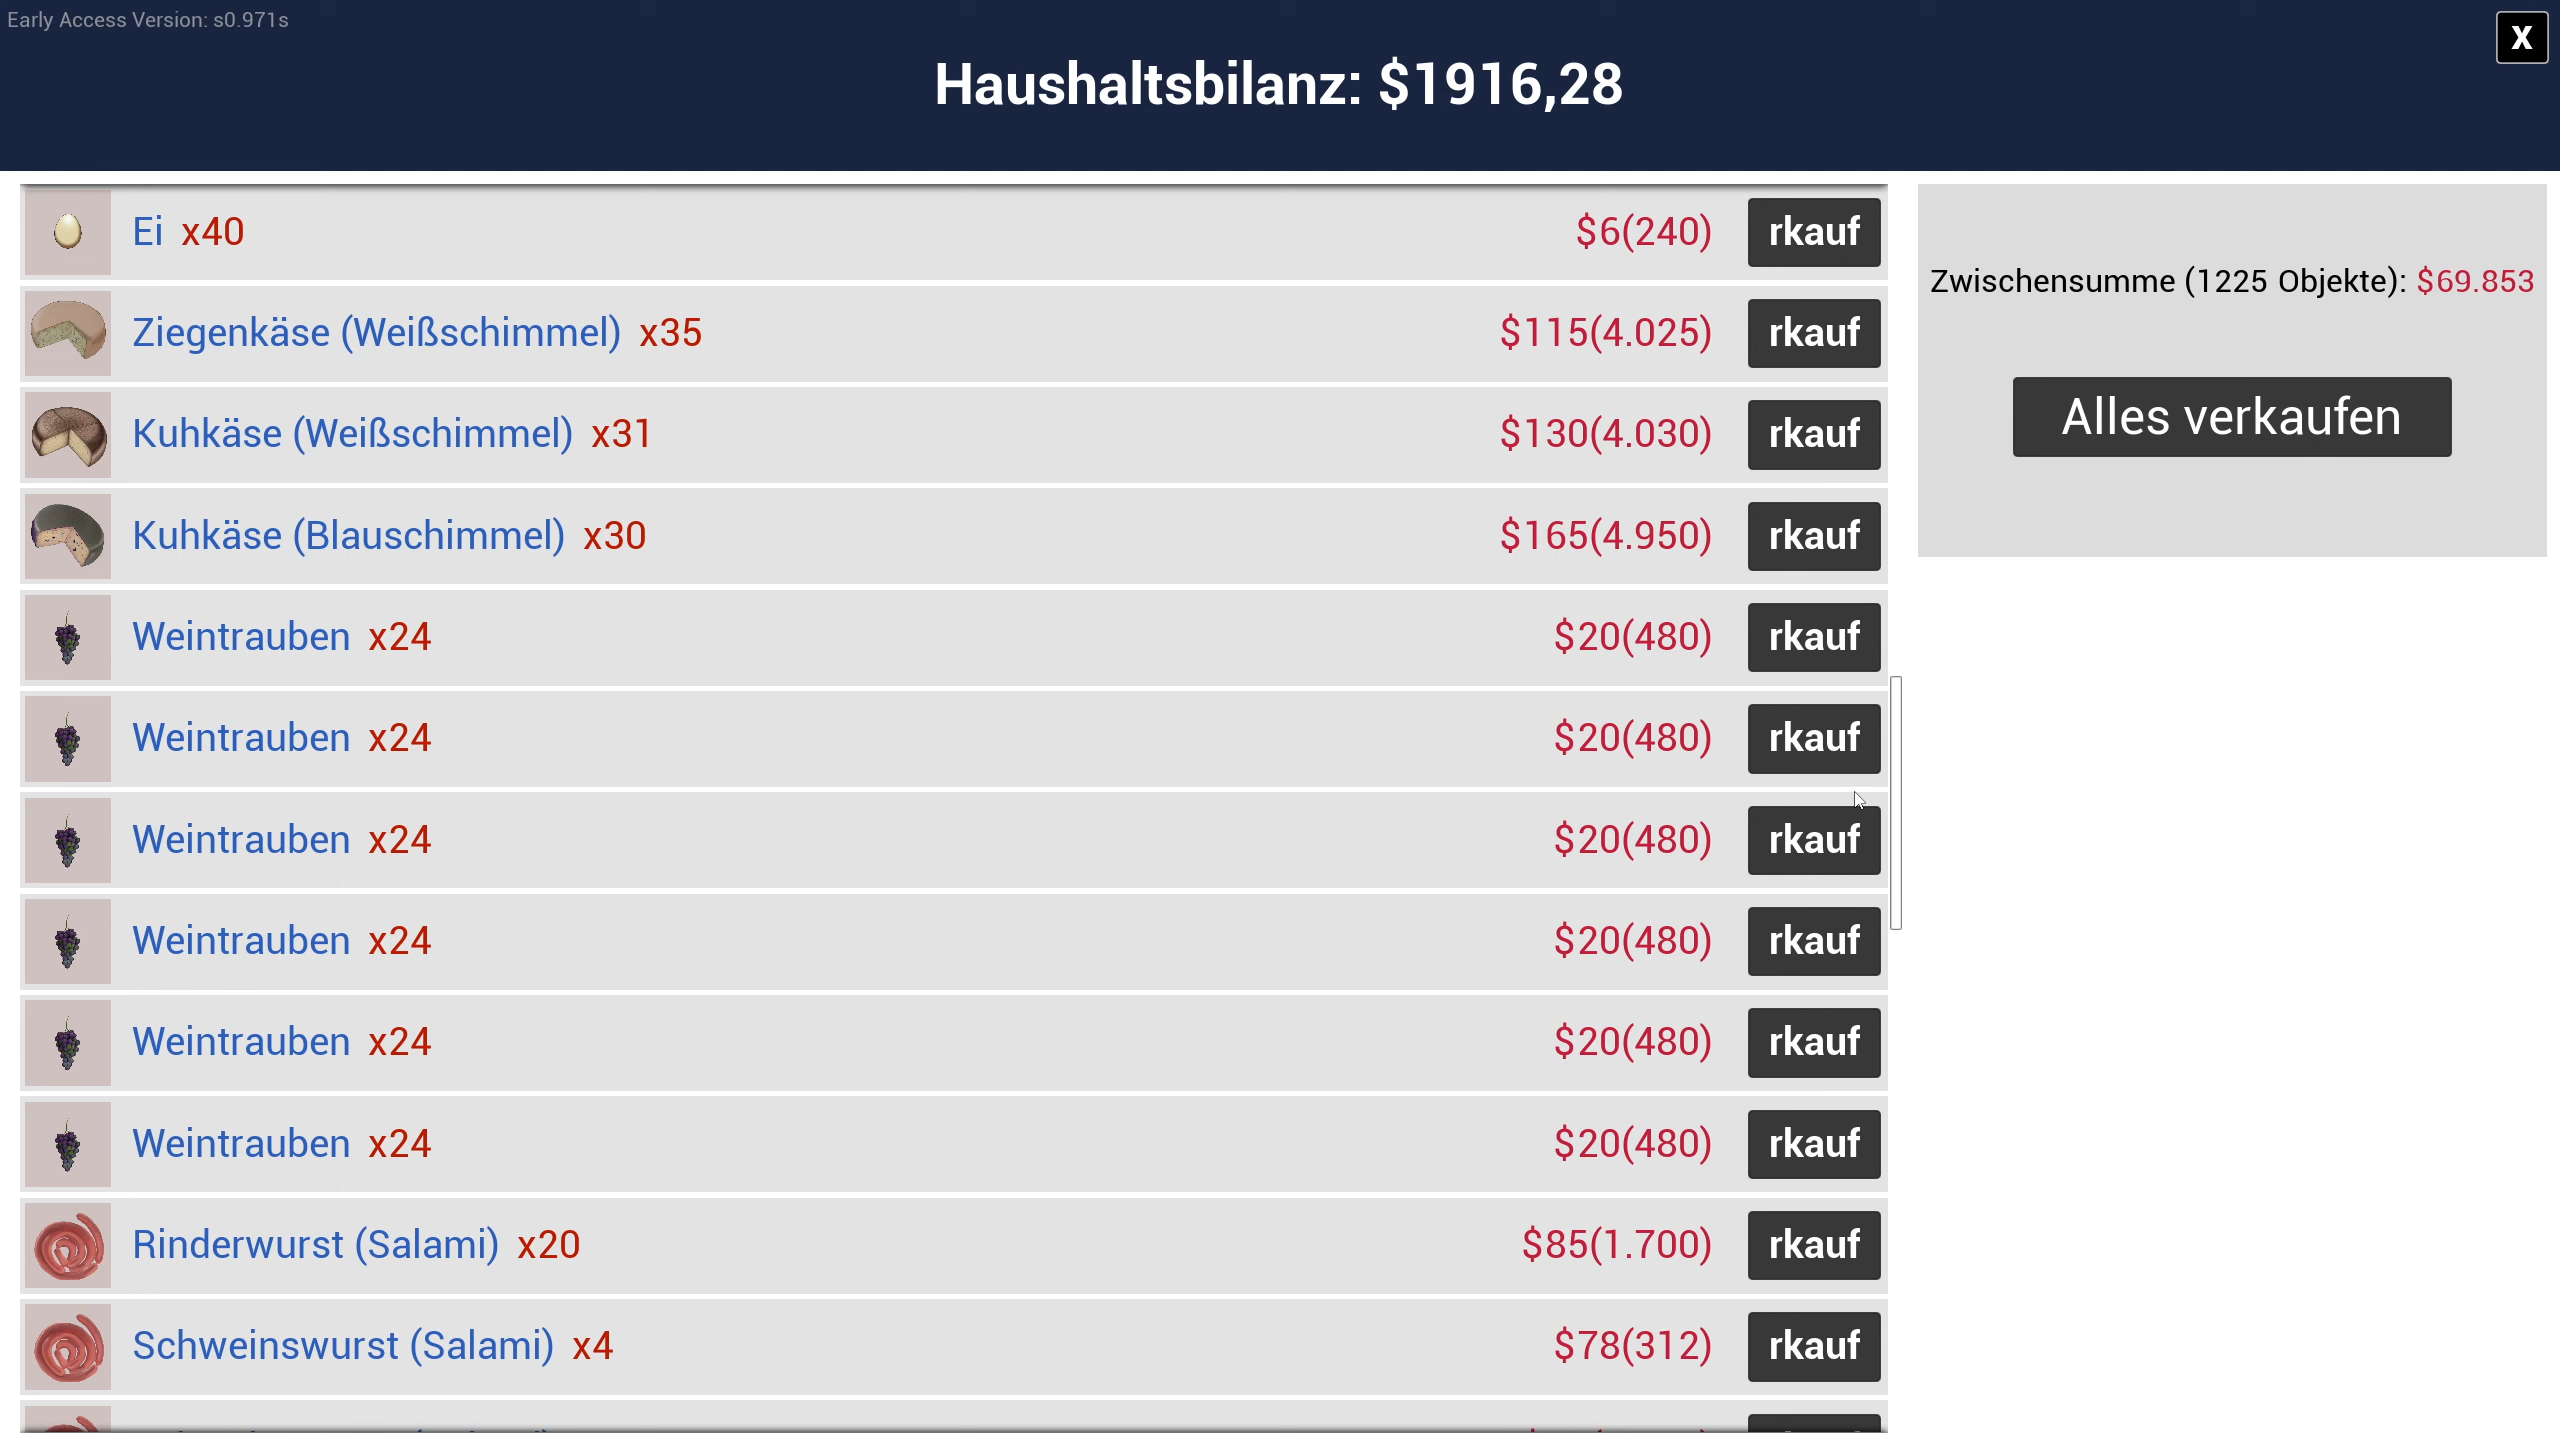 Early Access Version: s0.971s
X
Haushaltsbilanz: $1916,28
Ei x40 $6(240) rkauf
Ziegenkäse (Weißschimmel) x35 $115(4.025) rkauf
Kuhkäse (Weißschimmel) x31 $130(4.030) rkauf
Kuhkäse (Blauschimmel) x30 $165(4.950) rkauf
Weintrauben x24 $20(480) rkauf
Weintrauben x24 $20(480) rkauf
Weintrauben x24 $20(480) rkauf
Weintrauben x24 $20(480) rkauf
Weintrauben x24 $20(480) rkauf
Weintrauben x24 $20(480) rkauf
Rinderwurst (Salami) x20 $85(1.700) rkauf
Schweinswurst (Salami) x4 $78(312) rkauf
Zwischensumme (1225 Objekte): $69.853
Alles verkaufen